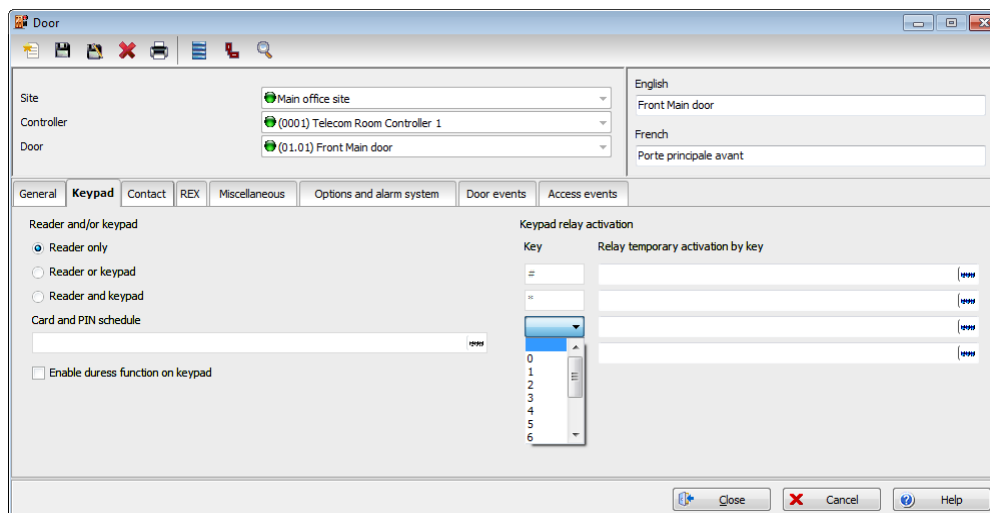 Door
English
Site
Main office site
Front Main door
Controller
(0001) Telecom Room Controller 1
French
Door
(01.01) Front Main door
Porte principale avant
General Keypad Contact REX Miscellaneous Options and alarm system Door events Access events
Reader and/or keypad
Keypad relay activation
Reader only
Key
Relay temporary activation by key
Reader or keypad
Reader and keypad
*
Card and PIN schedule
Enable duress function on keypad
0
1
2
3
4
5
6
Close
Cancel
Help